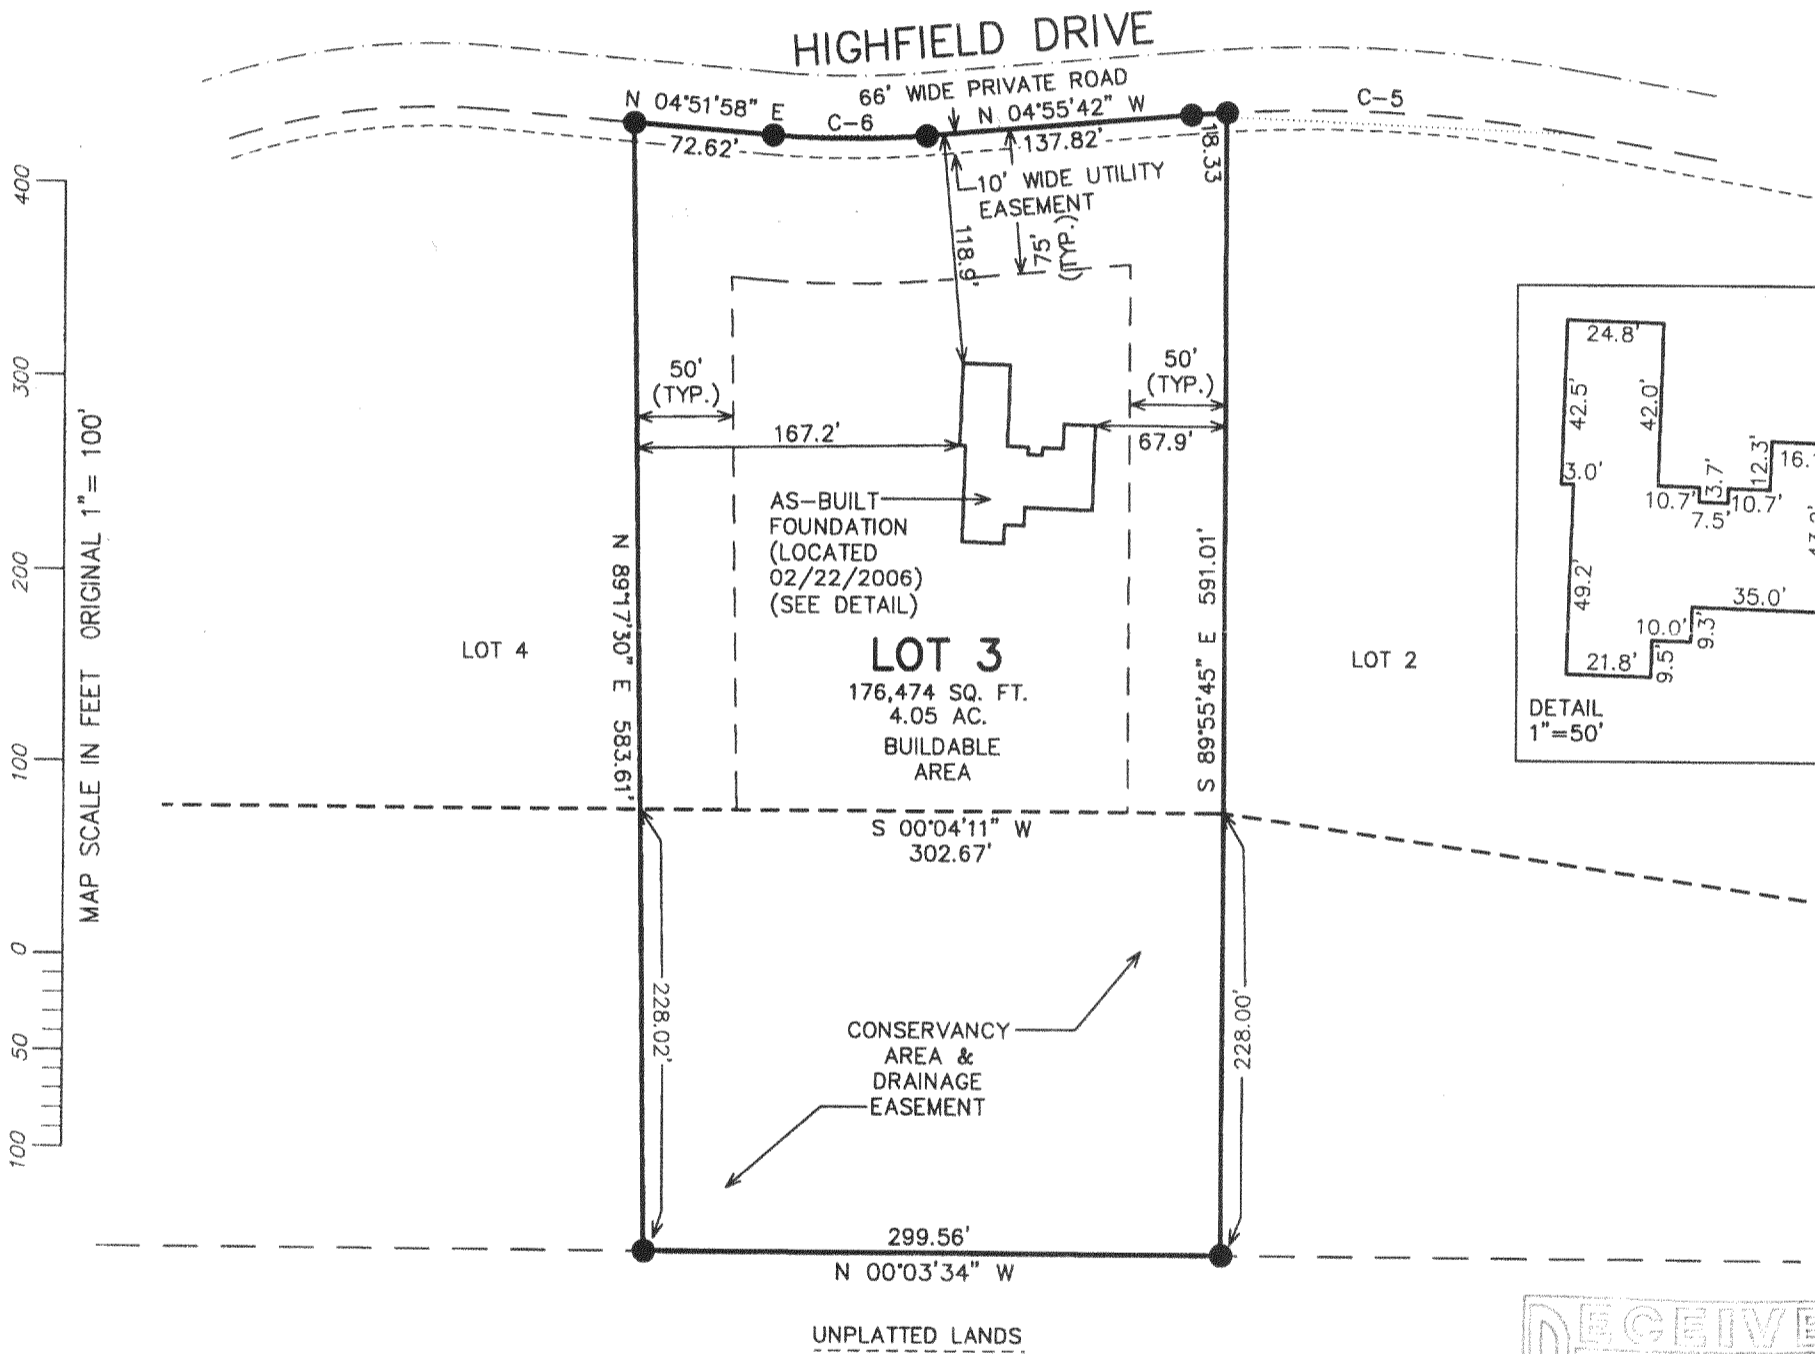 HIGHFIELD DRIVE
66' WIDE PRIVATE ROAD
N 04°51'58" E
C-6
N 04°55'42" W
C-5
72.62'
137.82'
18.33
10' WIDE UTILITY
EASEMENT
118.9'
75'
(TYP.)
50'
(TYP.)
50'
(TYP.)
167.2'
67.9'
AS-BUILT
FOUNDATION
(LOCATED
02/22/2006)
(SEE DETAIL)
N 89°17'30" E 583.61'
S 89°55'45" E 591.01'
LOT 4
LOT 3
176,474 SQ. FT.
4.05 AC.
BUILDABLE
AREA
LOT 2
S 00°04'11" W
302.67'
228.02'
228.00'
CONSERVANCY
AREA &
DRAINAGE
EASEMENT
299.56'
N 00°03'34" W
UNPLATTED LANDS
MAP SCALE IN FEET ORIGINAL 1"= 100'
400
300
200
100
0
50
100
24.8'
42.5'
42.0'
3.0'
3.7'
12.3'
16.
10.7'
7.5'
10.7'
49.2'
35.0'
10.0'
9.3'
21.8'
9.5'
DETAIL
1"=50'